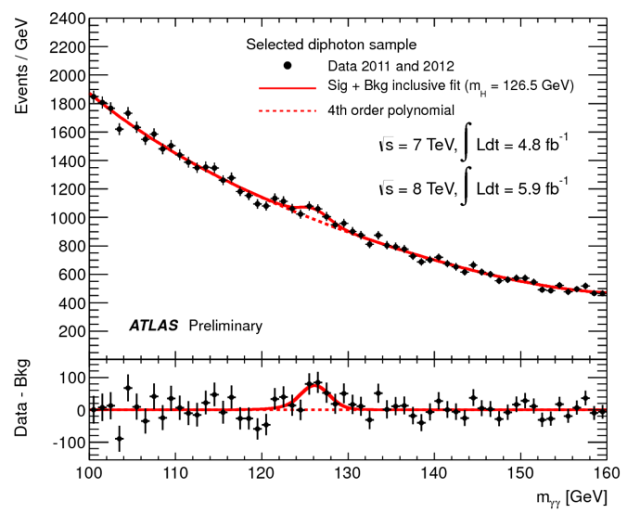 Events / GeV
2400
2200
2000
1800
1600
1400
1200
1000
800
600
400
200
Selected diphoton sample
Data 2011 and 2012
Sig + Bkg inclusive fit (m_H = 126.5 GeV)
4th order polynomial
√s = 7 TeV, ∫ Ldt = 4.8 fb⁻¹
√s = 8 TeV, ∫ Ldt = 5.9 fb⁻¹
ATLAS Preliminary
Data - Bkg
100
0
-100
100 110 120 130 140 150 160
m_γγ [GeV]